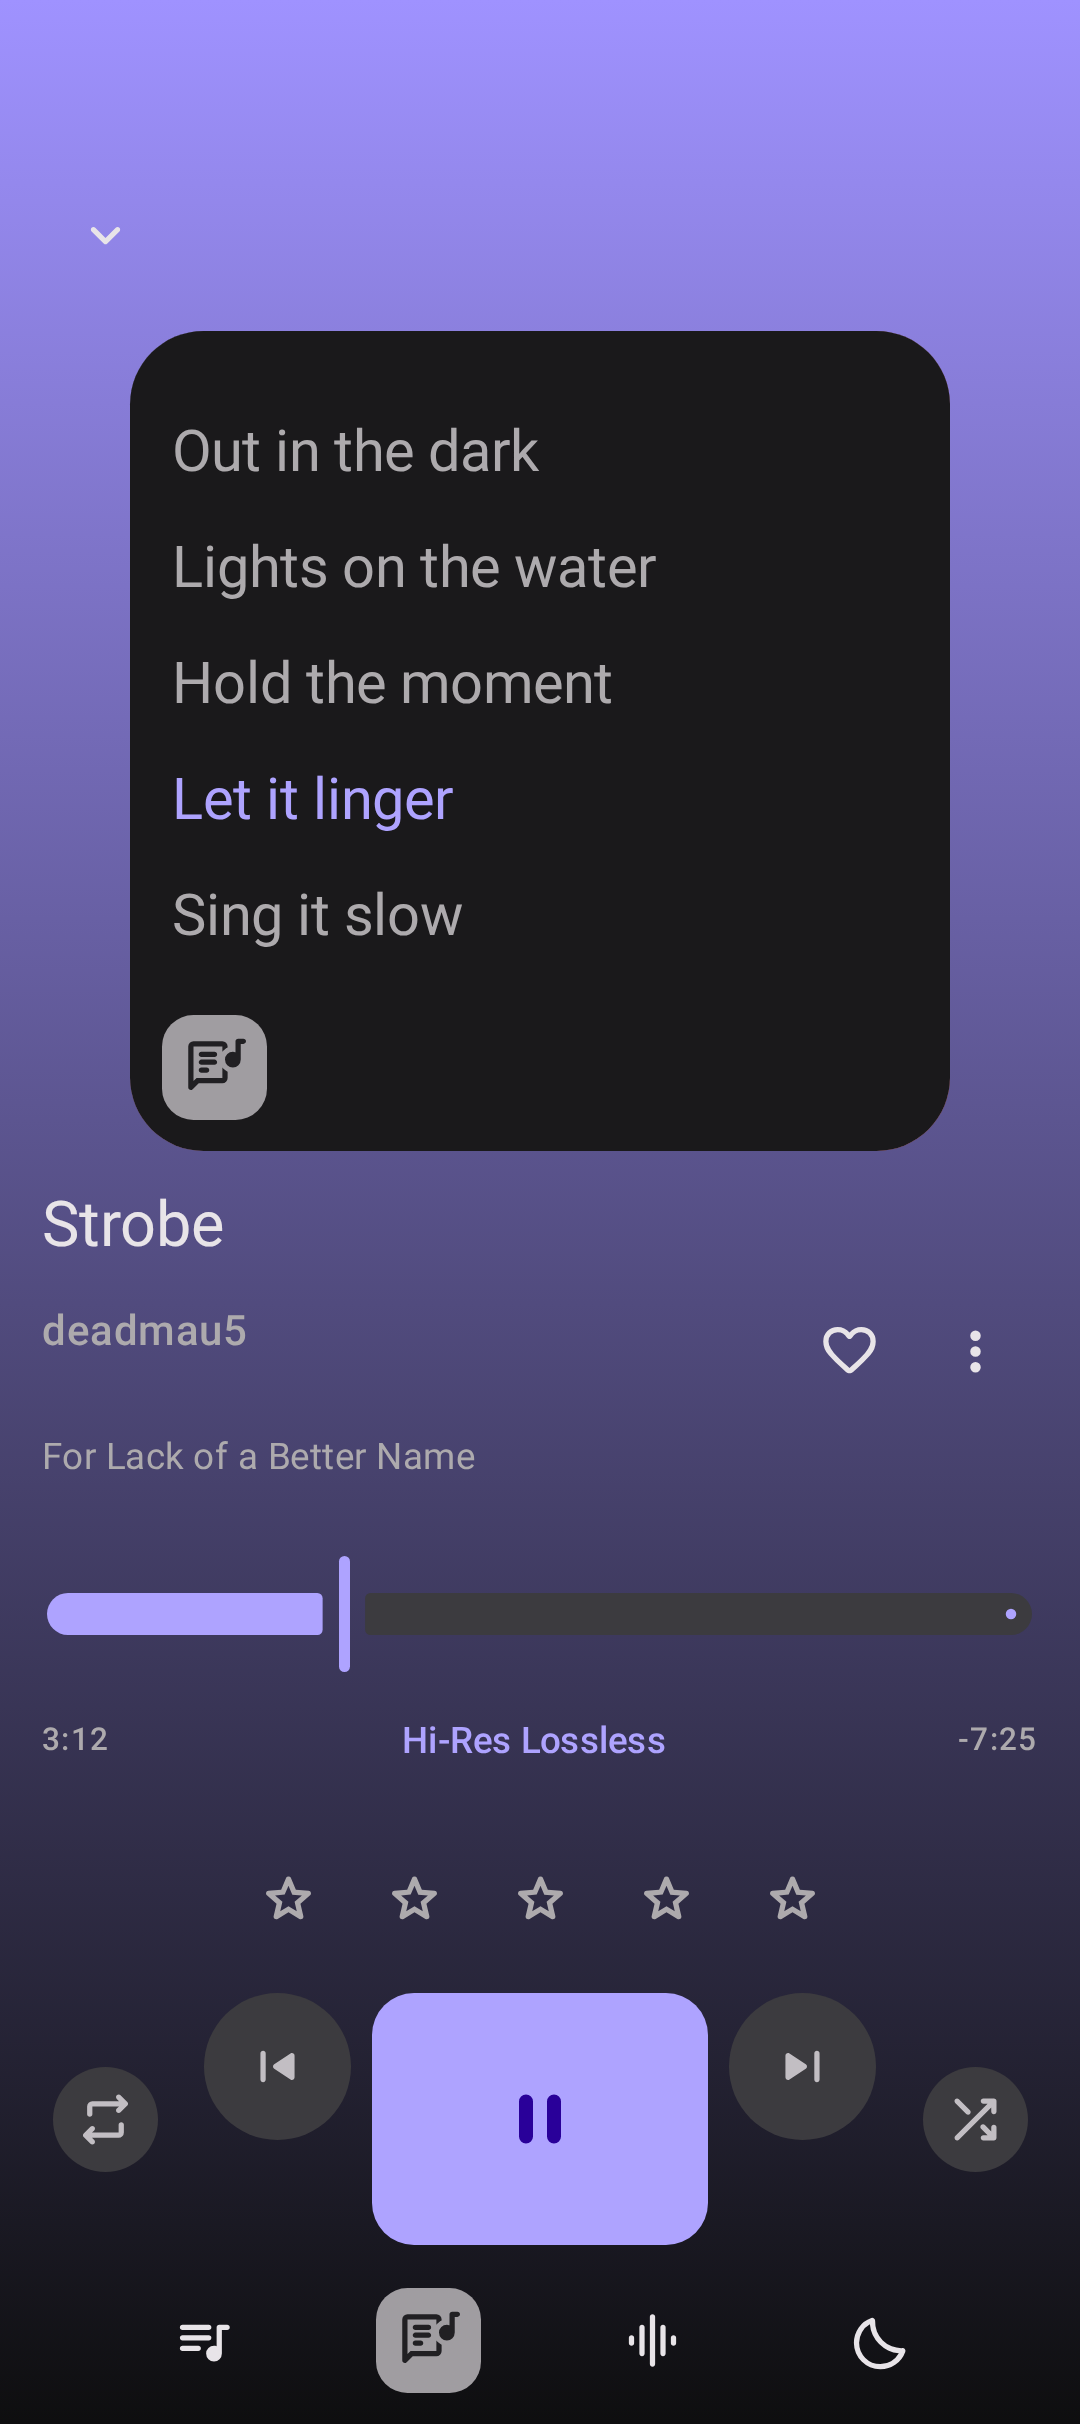 Out in the dark
Lights on the water
Hold the moment
Let it linger
Sing it slow
Strobe
deadmau5
For Lack of a Better Name
3:12
Hi-Res Lossless
-7:25